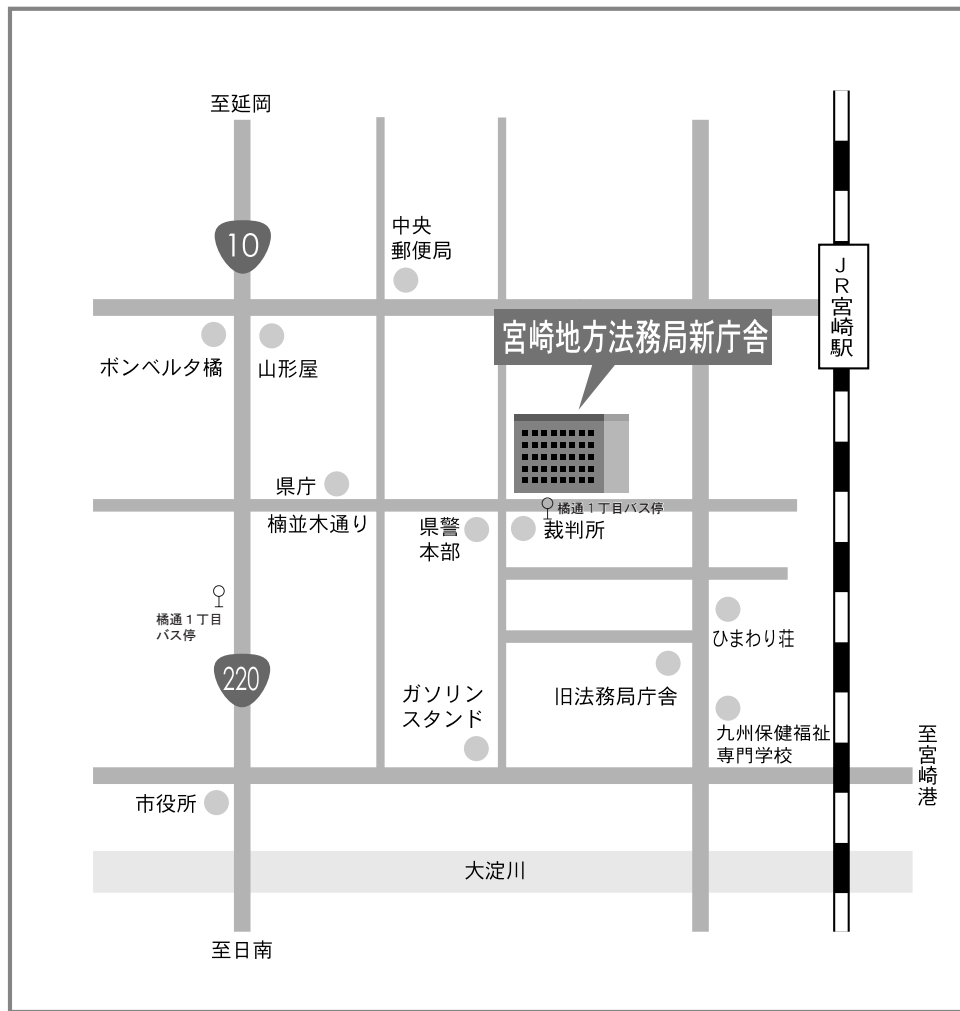 至延岡
10
中央
郵便局
JR宮崎駅
宮崎地方法務局新庁舎
ボンベルタ橘
山形屋
県庁
楠並木通り
橘通1丁目バス停
県警
本部
裁判所
橘通1丁目
バス停
ひまわり荘
220
ガソリン
スタンド
旧法務局庁舎
九州保健福祉
専門学校
至宮崎港
市役所
大淀川
至日南